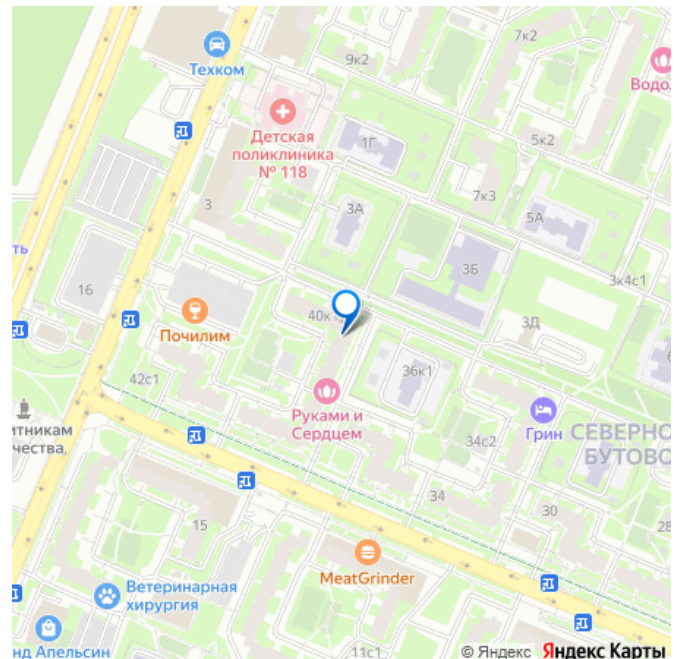 7к2
9к2
Техком
Водо
Детская
поликлиника
№ 118
1Г
5к2
7к3
3
3А
5А
ть
16
3Б
3к4с1
40к
Почилим
3Д
42с1
36к1
Руками и
Сердцем
Грин
СЕВЕРНО
БУТОВО
итникам
чества,
34с2
34
30
28
15
MeatGrinder
Ветеринарная
хирургия
нд Апельсин
11с1
© Яндекс Яндекс Карты